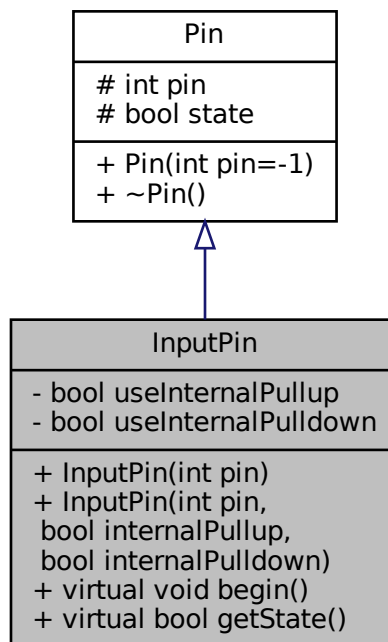 Pin
# int pin
# bool state
+ Pin(int pin=-1)
+ ~Pin()
InputPin
- bool useInternalPullup
- bool useInternalPulldown
+ InputPin(int pin)
+ InputPin(int pin,
bool internalPullup,
bool internalPulldown)
+ virtual void begin()
+ virtual bool getState()